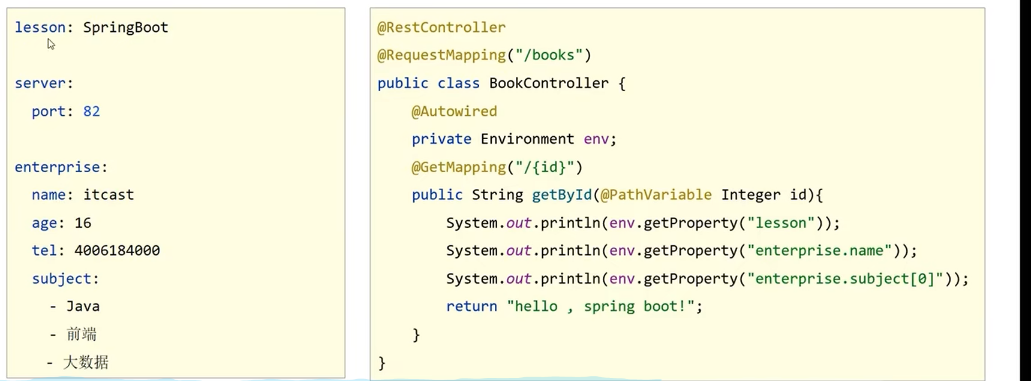 lesson: SpringBoot
server:
  port: 82
enterprise:
  name: itcast
  age: 16
  tel: 4006184000
  subject:
    - Java
    - 前端
    - 大数据
@RestController
@RequestMapping("/books")
public class BookController {
    @Autowired
    private Environment env;
    @GetMapping("/{id}")
    public String getById(@PathVariable Integer id){
        System.out.println(env.getProperty("lesson"));
        System.out.println(env.getProperty("enterprise.name"));
        System.out.println(env.getProperty("enterprise.subject[0]"));
        return "hello , spring boot!";
    }
}